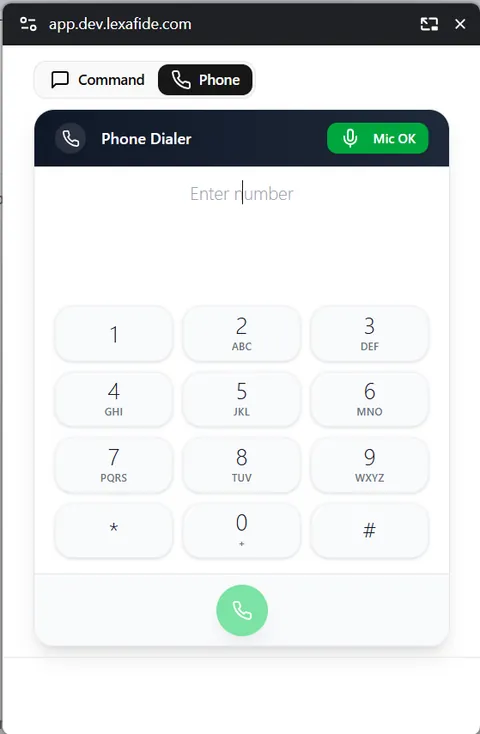 app.dev.lexafide.com
Command Phone
Phone Dialer Mic OK
Enter number
1 2 3
ABC DEF
4 5 6
GHI JKL MNO
7 8 9
PQRS TUV WXYZ
* 0 #
+